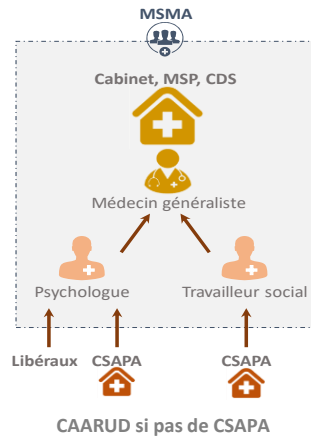 MSMA
Cabinet, MSP, CDS
Médecin généraliste
Psychologue
Travailleur social
Libéraux
CSAPA
CSAPA
CAARUD si pas de CSAPA